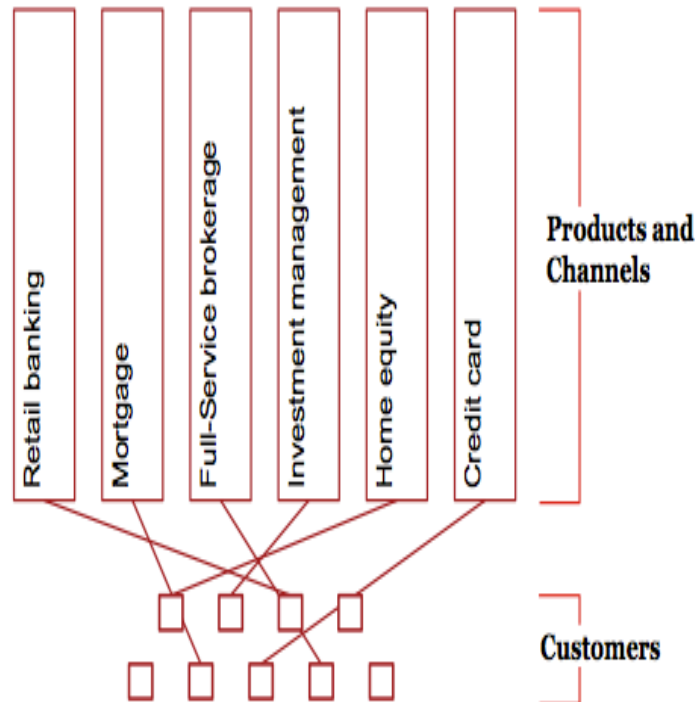 Retail banking
Mortgage
Full-Service brokerage
Investment management
Home equity
Credit card
Products and
Channels
Customers